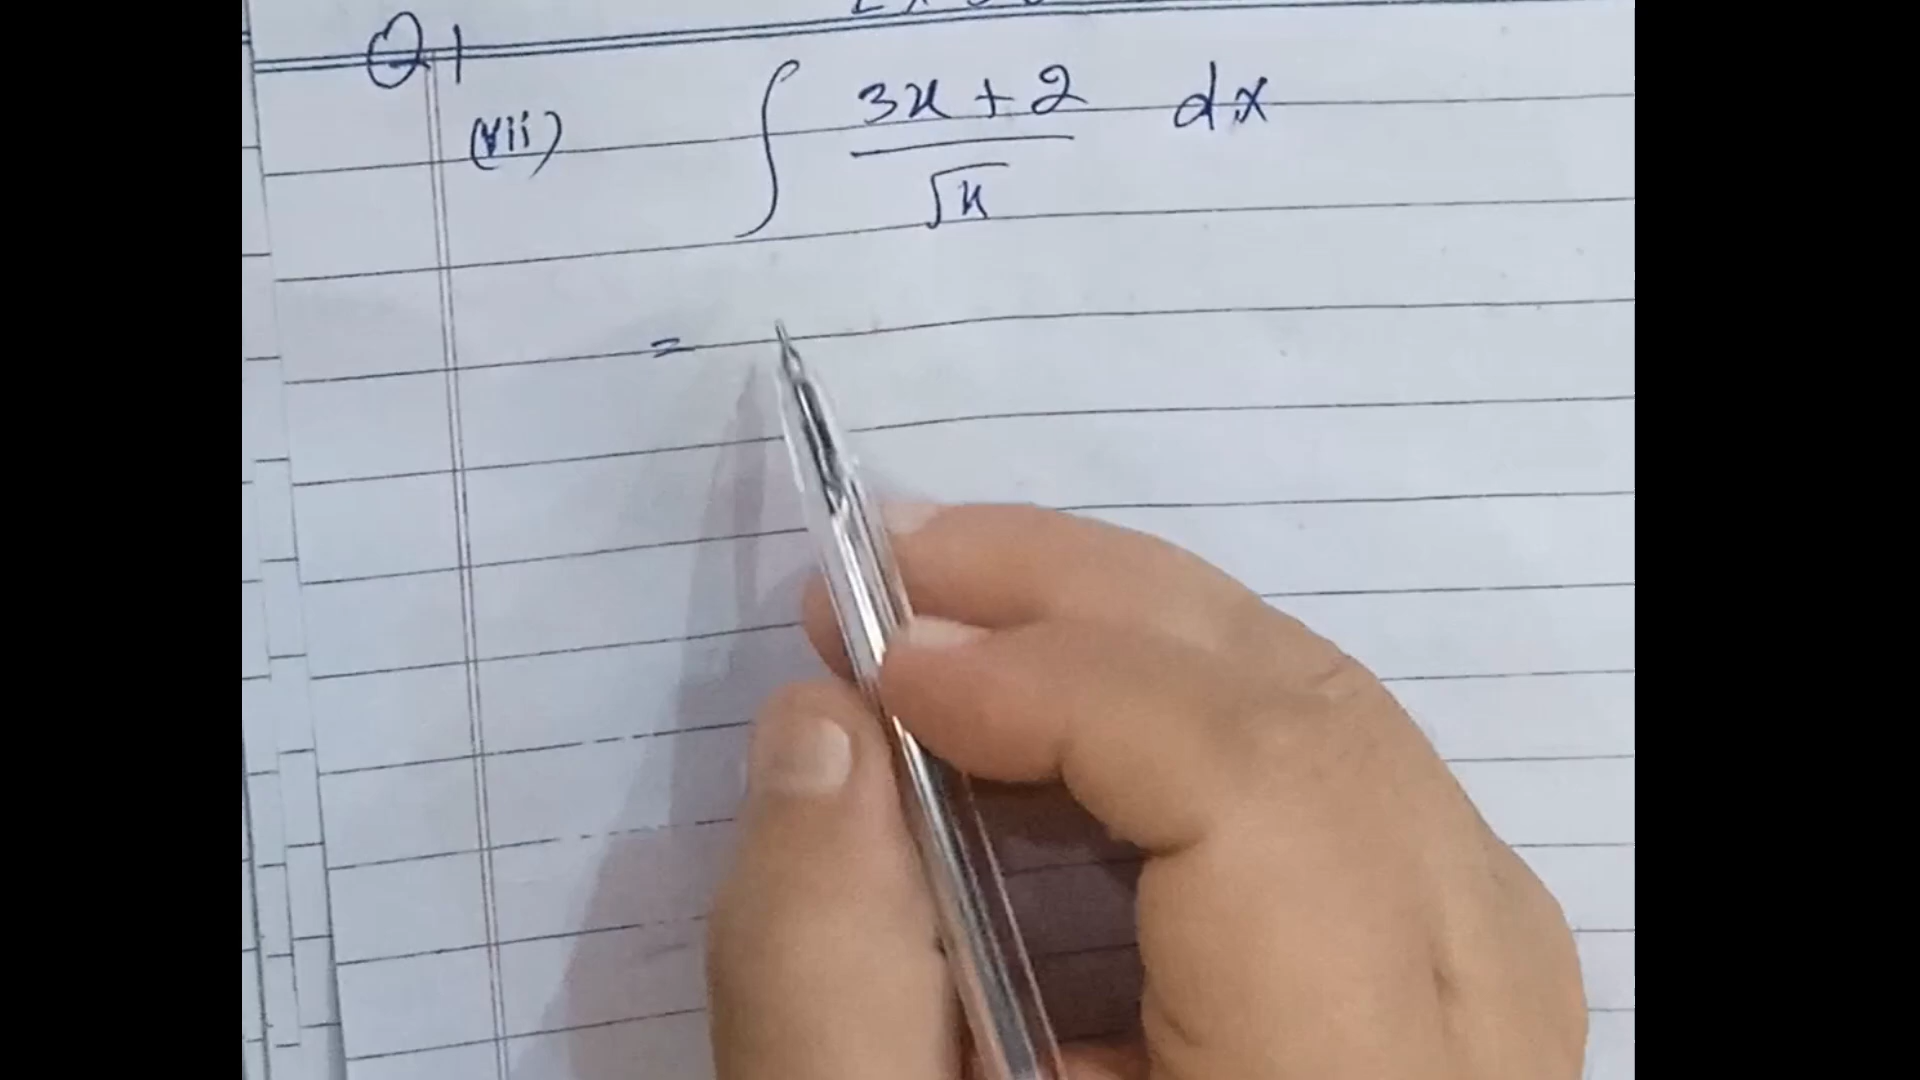 Q1
(vii) ∫ 3x+2 / √x dx
=